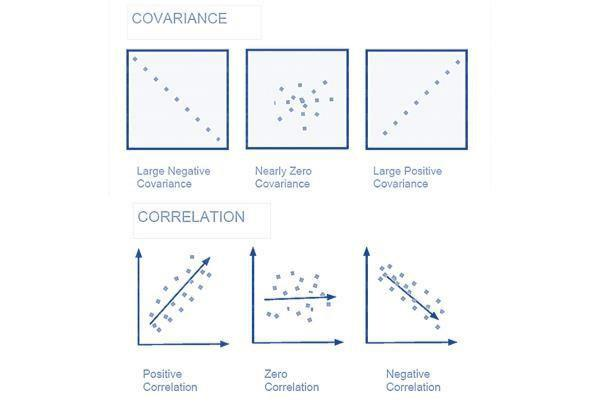 COVARIANCE
Large Negative
Covariance
Nearly Zero
Covariance
Large Positive
Covariance
CORRELATION
Positive
Correlation
Zero
Correlation
Negative
Correlation